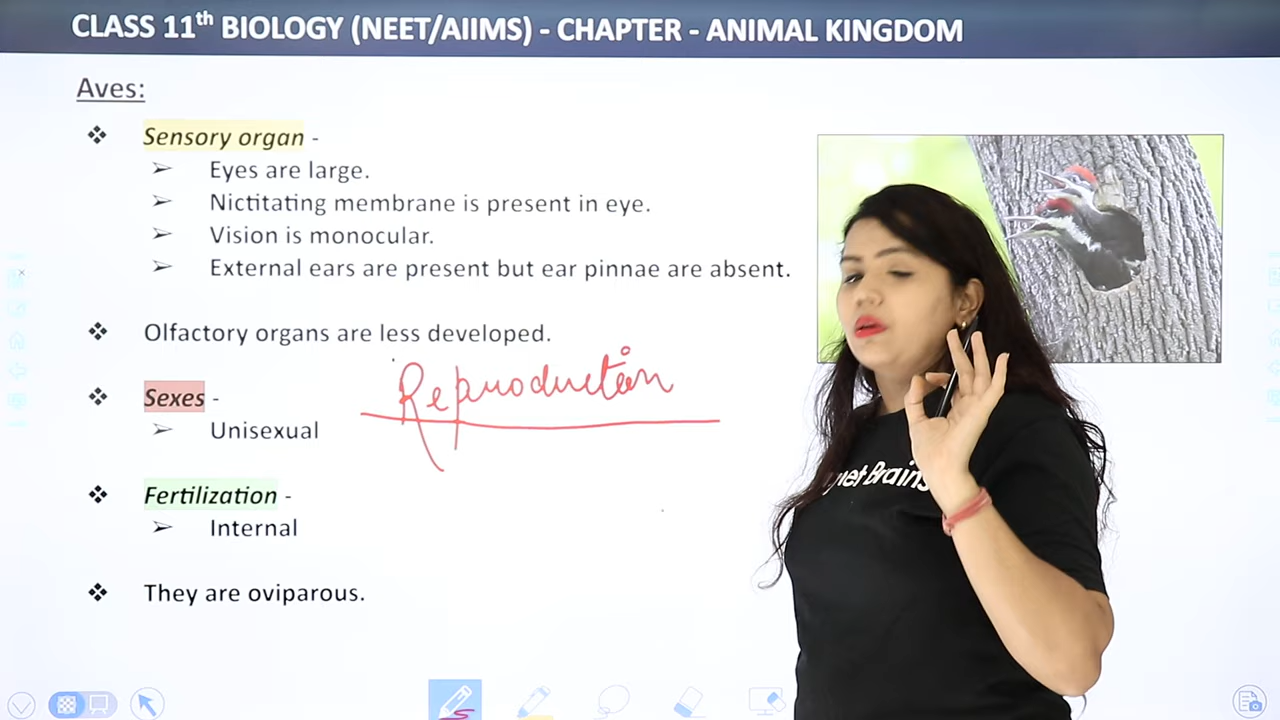 CLASS 11th BIOLOGY (NEET/AIIMS) - CHAPTER - ANIMAL KINGDOM
Aves:
❖ Sensory organ -
➢ Eyes are large.
➢ Nictitating membrane is present in eye.
➢ Vision is monocular.
➢ External ears are present but ear pinnae are absent.
❖ Olfactory organs are less developed.
Reproduction
❖ Sexes -
➢ Unisexual
❖ Fertilization -
➢ Internal
❖ They are oviparous.
Brains